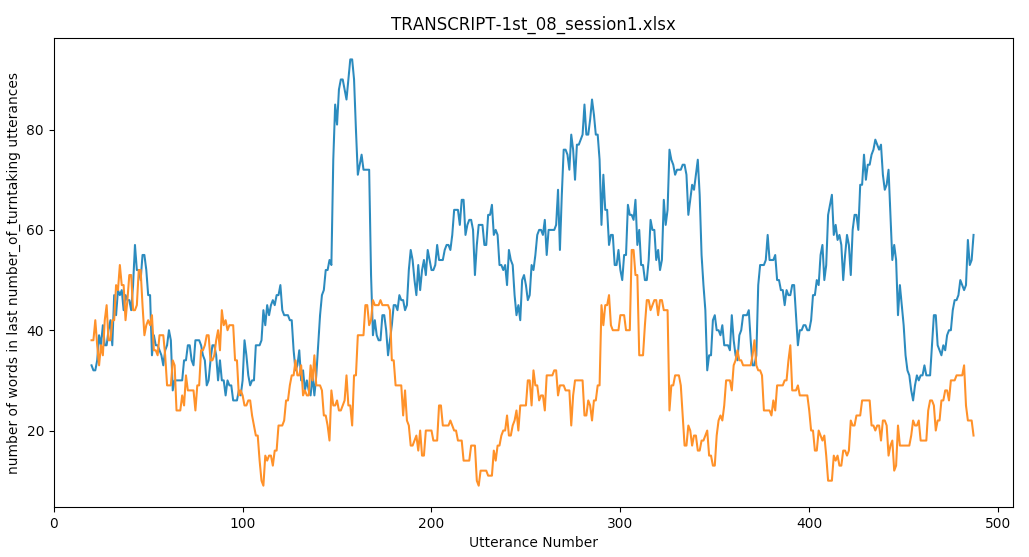 TRANSCRIPT-1st_08_session1.xlsx
number of words in last number_of_turntaking utterances
80
60
40
20
0 100 200 300 400 500
Utterance Number